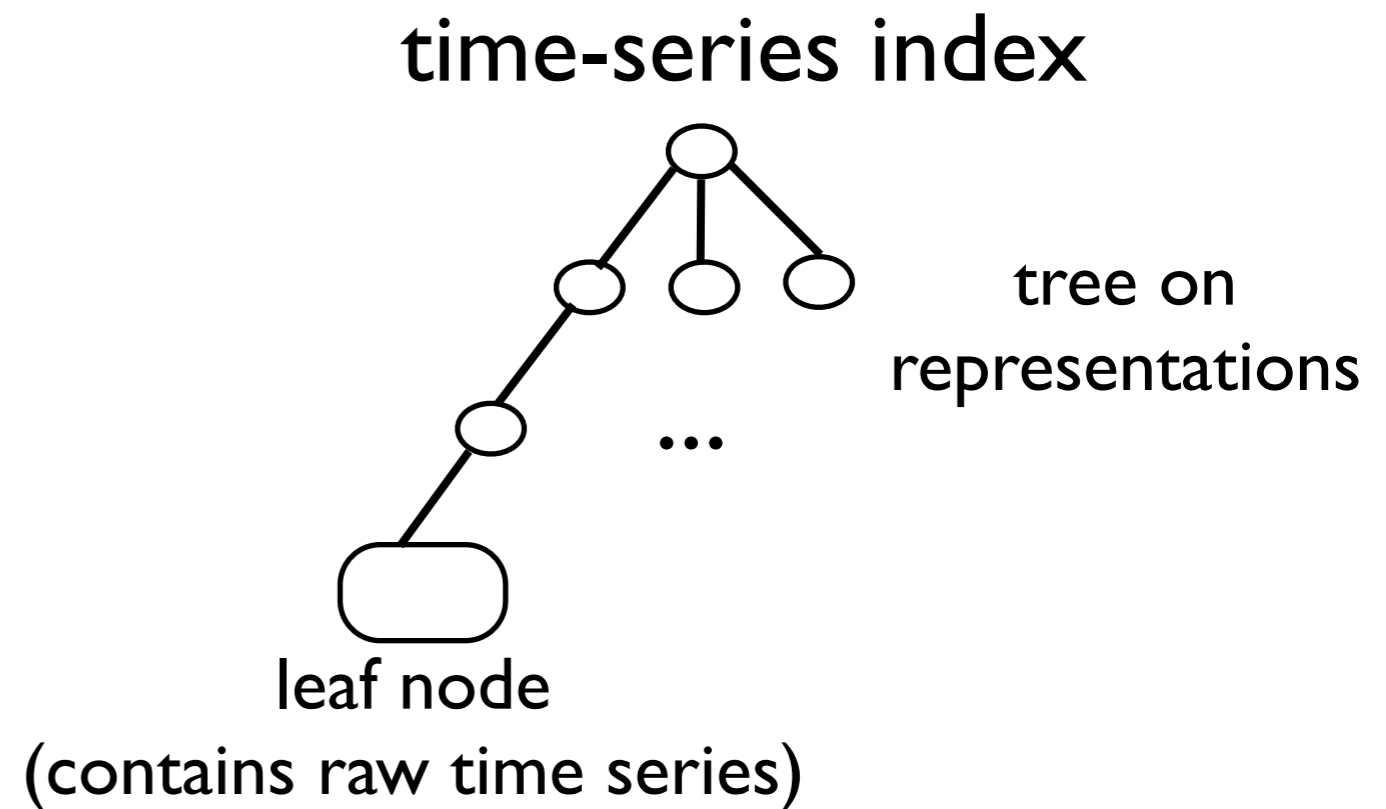 time-series index
tree on
representations
...
leaf node
(contains raw time series)